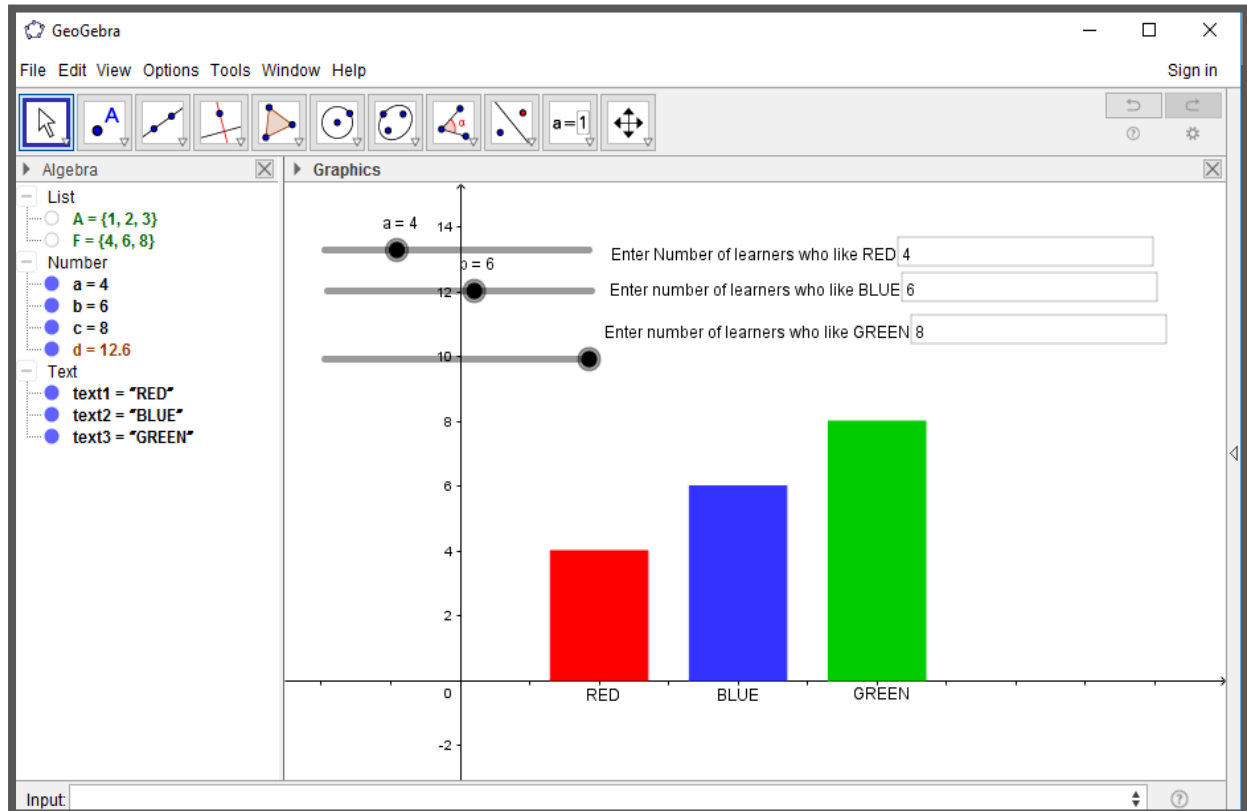 GeoGebra
File Edit View Options Tools Window Help Sign in
A α a=1
Algebra
Graphics
List
A = {1, 2, 3}
F = {4, 6, 8}
Number
a = 4
b = 6
c = 8
d = 12.6
Text
text1 = "RED"
text2 = "BLUE"
text3 = "GREEN"
a = 4
b = 6
Enter Number of learners who like RED 4
Enter number of learners who like BLUE 6
Enter number of learners who like GREEN 8
14
12
10
8
6
4
2
0
-2
RED BLUE GREEN
Input: